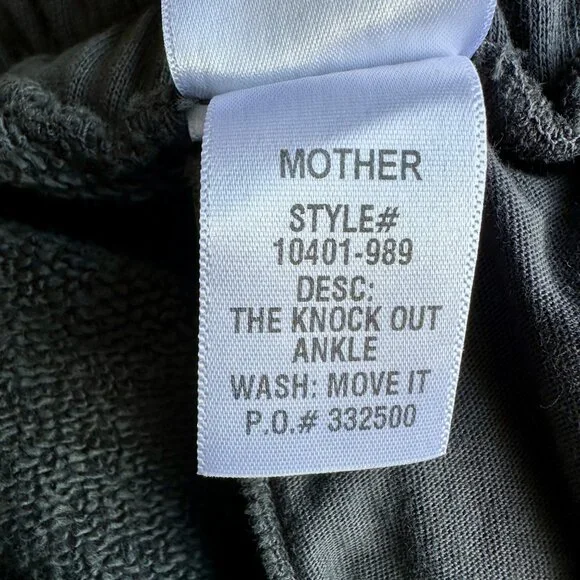 MOTHER
STYLE#
10401-989
DESC:
THE KNOCK OUT
ANKLE
WASH: MOVE IT
P.O.# 332500